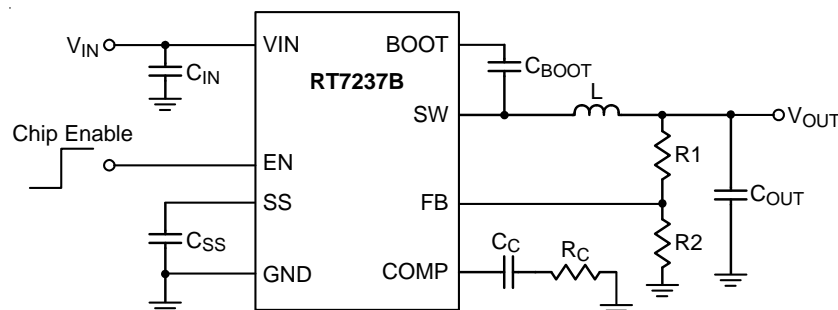 VIN
VIN
BOOT
CIN
RT7237B
CBOOT
L
SW
VOUT
Chip Enable
R1
EN
SS
FB
COUT
CSS
CC
RC
R2
GND
COMP